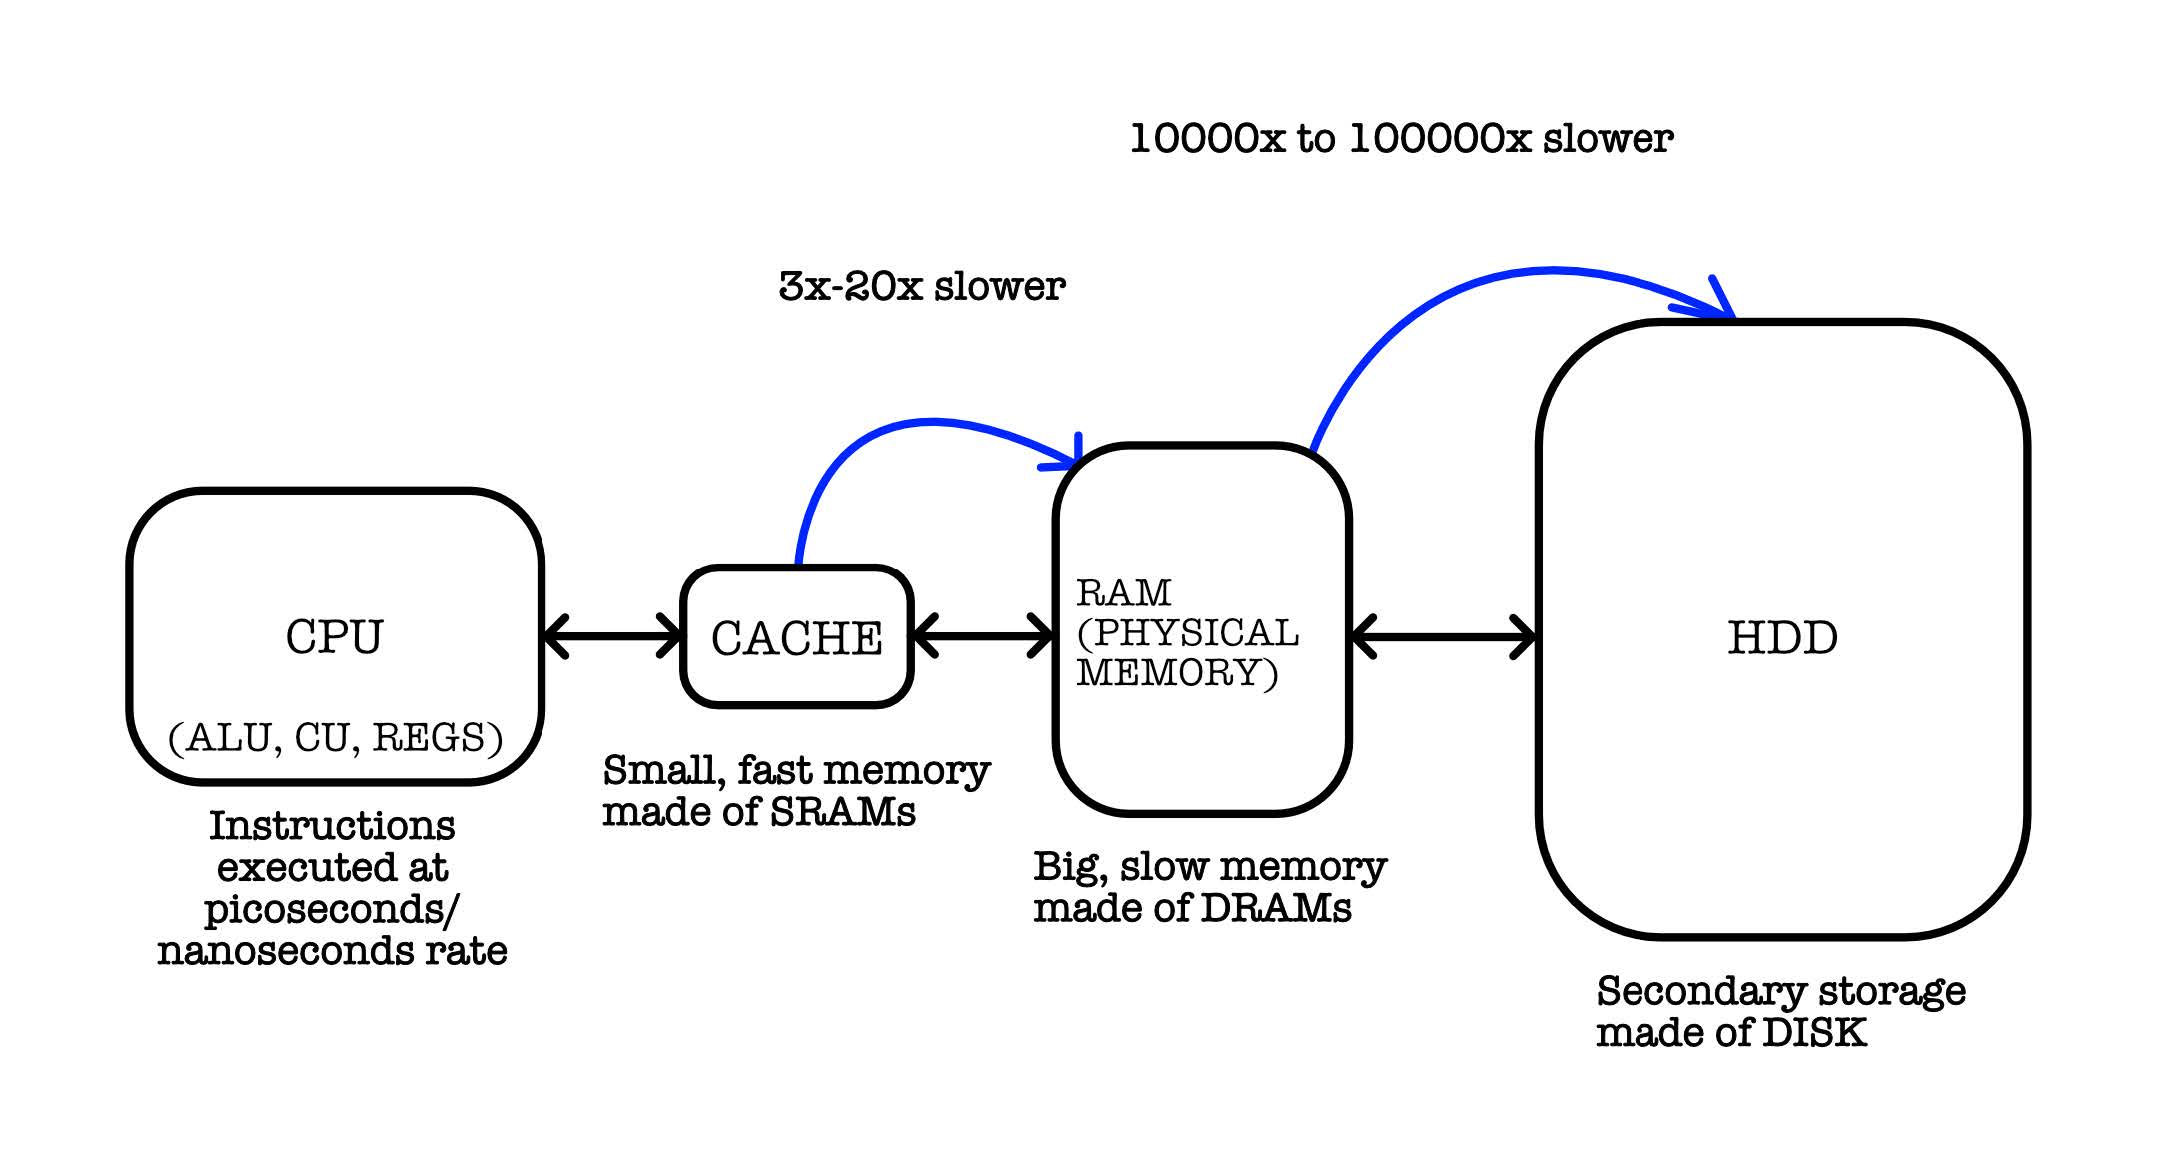 10000x to 100000x slower
3x-20x slower
CPU
(ALU, CU, REGS)
Instructions
executed at
picoseconds/
nanoseconds rate
CACHE
Small, fast memory
made of SRAMs
RAM
(PHYSICAL
MEMORY)
Big, slow memory
made of DRAMs
HDD
Secondary storage
made of DISK